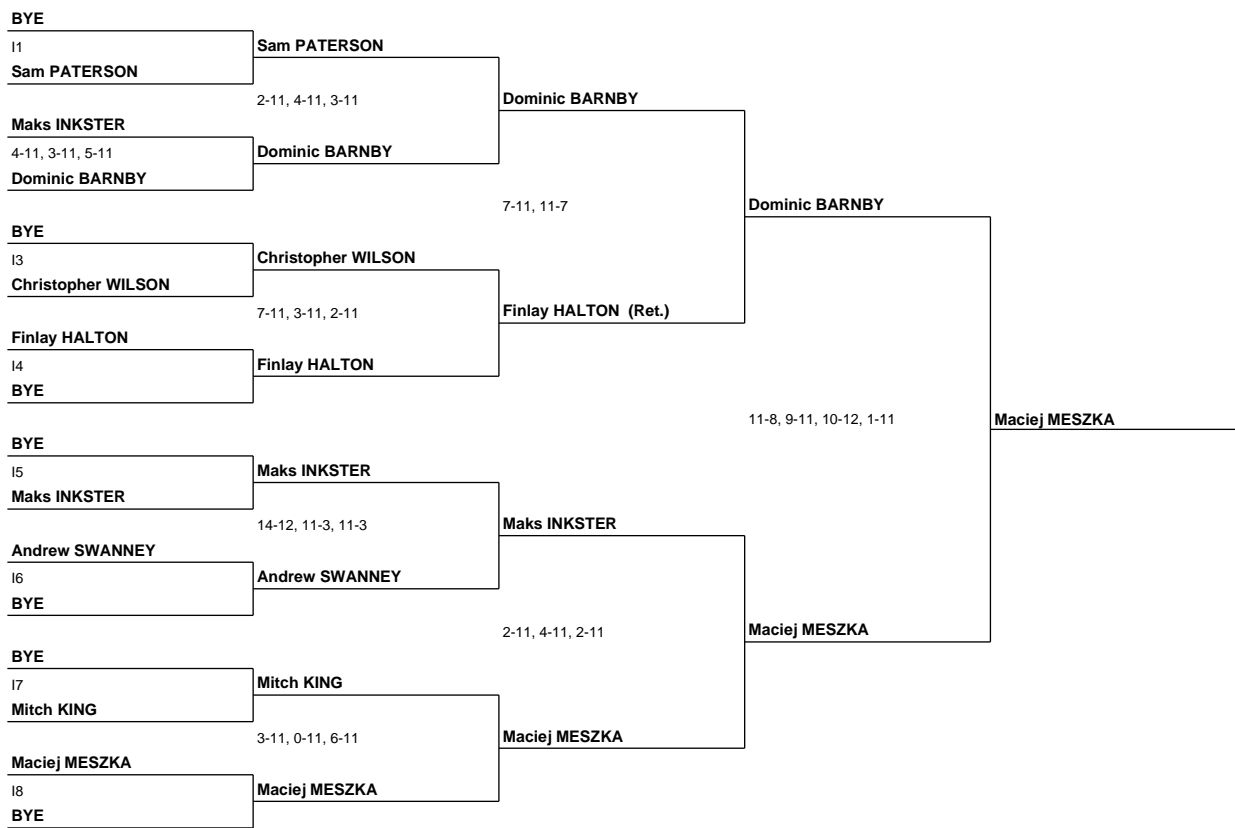 BYE
I1
Sam PATERSON
Maks INKSTER
4-11, 3-11, 5-11
Dominic BARNBY
BYE
I3
Christopher WILSON
Finlay HALTON
I4
BYE
BYE
I5
Maks INKSTER
Andrew SWANNEY
I6
BYE
BYE
I7
Mitch KING
Maciej MESZKA
I8
BYE
Sam PATERSON
2-11, 4-11, 3-11
Dominic BARNBY
Christopher WILSON
7-11, 3-11, 2-11
Finlay HALTON
Maks INKSTER
14-12, 11-3, 11-3
Andrew SWANNEY
Mitch KING
3-11, 0-11, 6-11
Maciej MESZKA
Dominic BARNBY
7-11, 11-7
Finlay HALTON (Ret.)
Maks INKSTER
2-11, 4-11, 2-11
Maciej MESZKA
Dominic BARNBY
11-8, 9-11, 10-12, 1-11
Maciej MESZKA
Maciej MESZKA